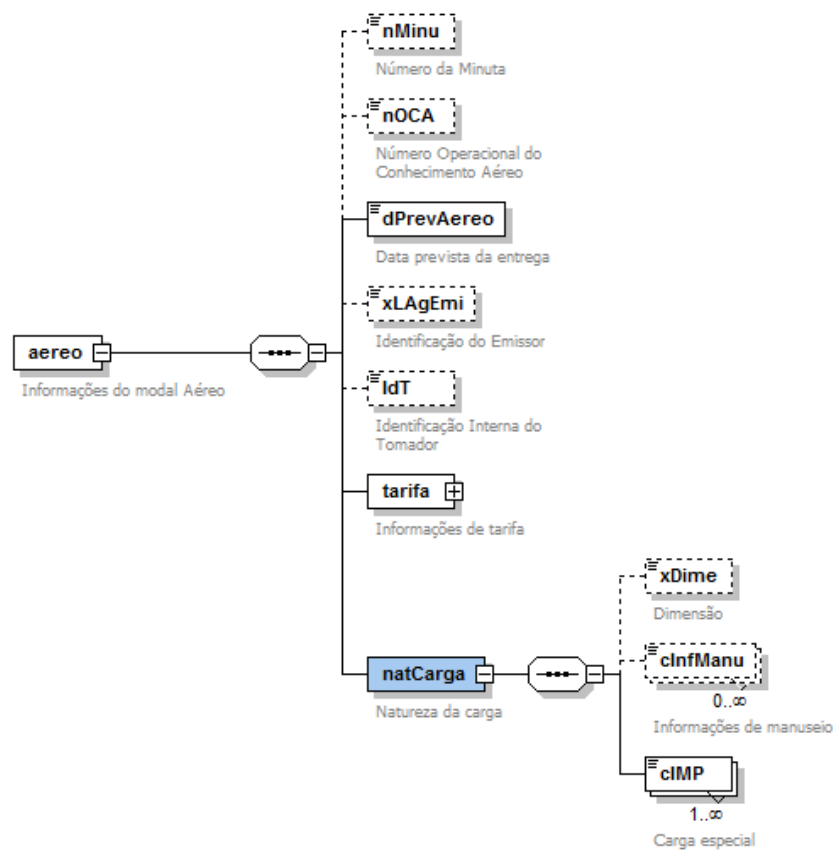 nMinu
Número da Minuta
nOCA
Número Operacional do
Conhecimento Aéreo
dPrevAereo
Data prevista da entrega
xLAgEmi
Identificação do Emissor
aereo
Informações do modal Aéreo
IdT
Identificação Interna do
Tomador
tarifa
Informações de tarifa
natCarga
Natureza da carga
xDime
Dimensão
cInfManu
0..∞
Informações de manuseio
cIMP
1..∞
Carga especial